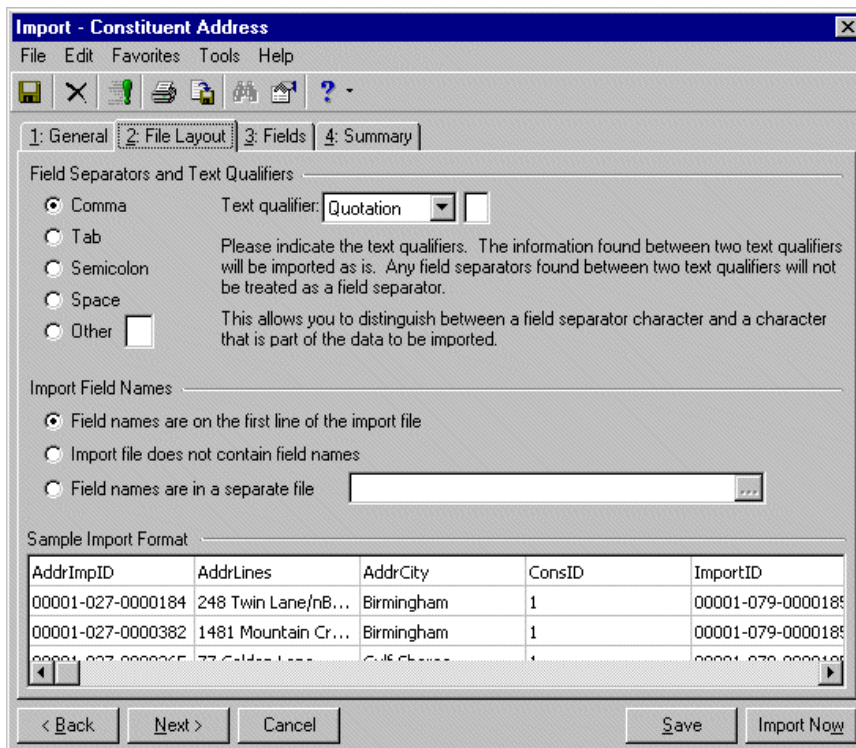 Import - Constituent Address
File Edit Favorites Tools Help
1: General 2: File Layout 3: Fields 4: Summary
Field Separators and Text Qualifiers
Comma Text qualifier: Quotation
Tab
Please indicate the text qualifiers. The information found between two text qualifiers
Semicolon will be imported as is. Any field separators found between two text qualifiers will not
be treated as a field separator.
Space
Other This allows you to distinguish between a field separator character and a character
that is part of the data to be imported.
Import Field Names
Field names are on the first line of the import file
Import file does not contain field names
Field names are in a separate file ...
Sample Import Format
AddrImpID AddrLines AddrCity ConsID ImportID
00001-027-0000184 248 Twin Lane/nB... Birmingham 1 00001-079-0000185
00001-027-0000382 1481 Mountain Cr... Birmingham 1 00001-079-0000185
< Back Next > Cancel Save Import Now